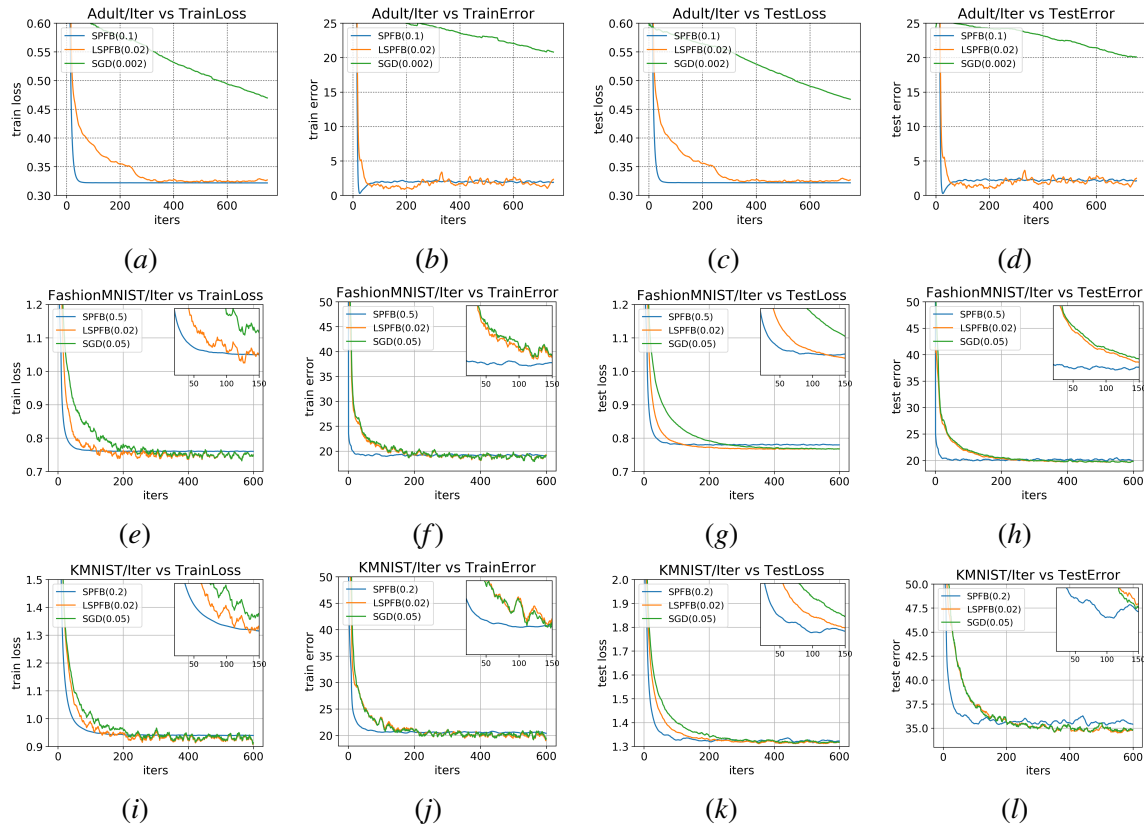 Adult/Iter vs TrainLoss
0.60
0.55
0.50
0.45
0.40
0.35
0.30
train loss
SPFB(0.1)
LSPFB(0.02)
SGD(0.002)
0 200 400 600
iters
(a)
Adult/Iter vs TrainError
25
20
15
10
5
0
train error
SPFB(0.1)
LSPFB(0.02)
SGD(0.002)
0 200 400 600
iters
(b)
Adult/Iter vs TestLoss
0.60
0.55
0.50
0.45
0.40
0.35
0.30
test loss
SPFB(0.1)
LSPFB(0.02)
SGD(0.002)
0 200 400 600
iters
(c)
Adult/Iter vs TestError
25
20
15
10
5
0
test error
SPFB(0.1)
LSPFB(0.02)
SGD(0.002)
0 200 400 600
iters
(d)
FashionMNIST/Iter vs TrainLoss
1.2
1.1
1.0
0.9
0.8
0.7
train loss
SPFB(0.5)
LSPFB(0.02)
SGD(0.05)
50 100 150
0 200 400 600
iters
(e)
FashionMNIST/Iter vs TrainError
50
45
40
35
30
25
20
train error
SPFB(0.5)
LSPFB(0.02)
SGD(0.05)
50 100 150
0 200 400 600
iters
(f)
FashionMNIST/Iter vs TestLoss
1.2
1.1
1.0
0.9
0.8
0.7
test loss
SPFB(0.5)
LSPFB(0.02)
SGD(0.05)
50 100 150
0 200 400 600
iters
(g)
FashionMNIST/Iter vs TestError
50
45
40
35
30
25
20
test error
SPFB(0.5)
LSPFB(0.02)
SGD(0.05)
50 100 150
0 200 400 600
iters
(h)
KMNIST/Iter vs TrainLoss
1.5
1.4
1.3
1.2
1.1
1.0
0.9
train loss
SPFB(0.2)
LSPFB(0.02)
SGD(0.05)
50 100 150
0 200 400 600
iters
(i)
KMNIST/Iter vs TrainError
50
45
40
35
30
25
20
train error
SPFB(0.2)
LSPFB(0.02)
SGD(0.05)
50 100 150
0 200 400 600
iters
(j)
KMNIST/Iter vs TestLoss
2.0
1.9
1.8
1.7
1.6
1.5
1.4
1.3
test loss
SPFB(0.2)
LSPFB(0.02)
SGD(0.05)
50 100 150
0 200 400 600
iters
(k)
KMNIST/Iter vs TestError
50.0
47.5
45.0
42.5
40.0
37.5
35.0
test error
SPFB(0.2)
LSPFB(0.02)
SGD(0.05)
50 100 150
0 200 400 600
iters
(l)